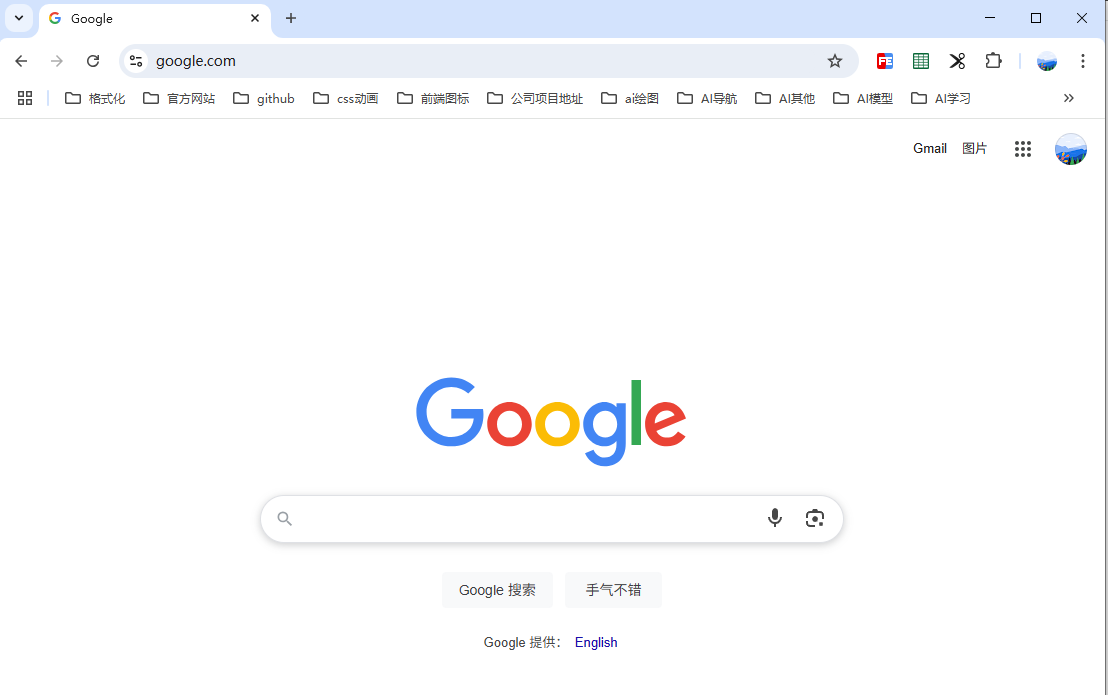 Google
google.com
格式化 官方网站 github css动画 前端图标 公司项目地址 ai绘图 AI导航 AI其他 AI模型 AI学习
Gmail 图片
Google
Google 搜索 手气不错
Google 提供： English